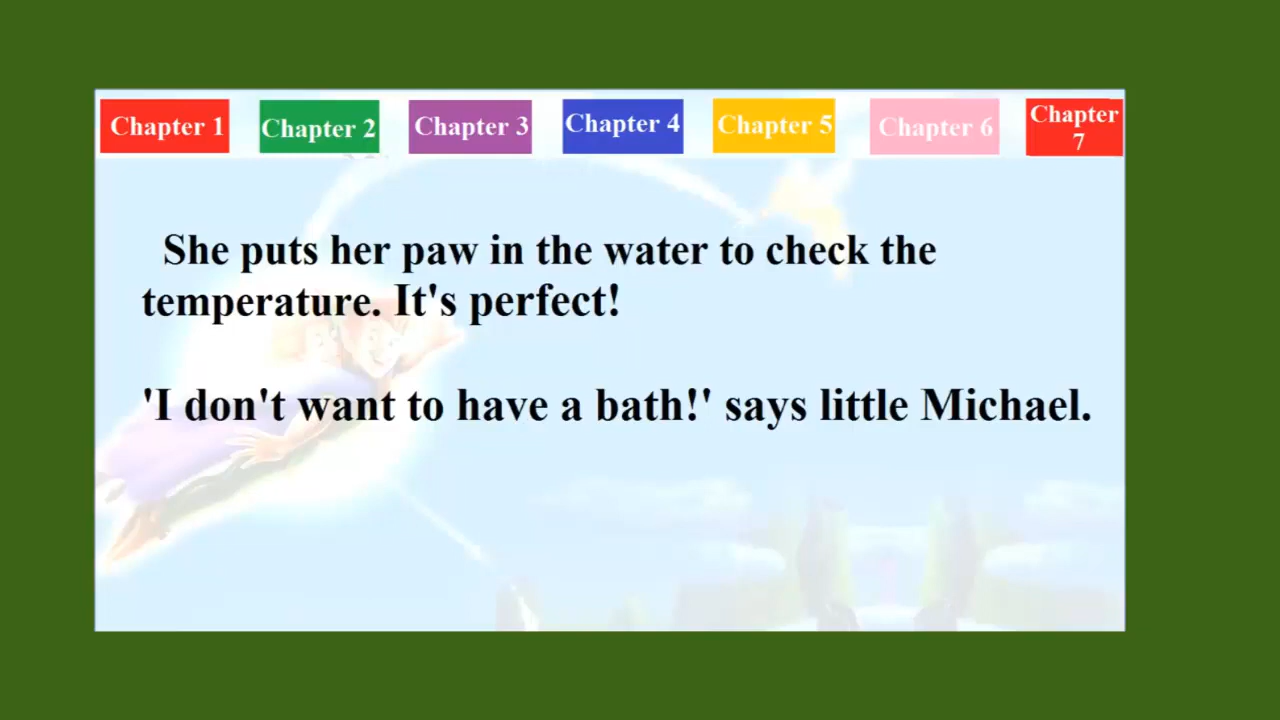 Chapter 1
Chapter 2
Chapter 3
Chapter 4
Chapter 5
Chapter 6
Chapter
7
She puts her paw in the water to check the
temperature. It's perfect!
'I don't want to have a bath!' says little Michael.